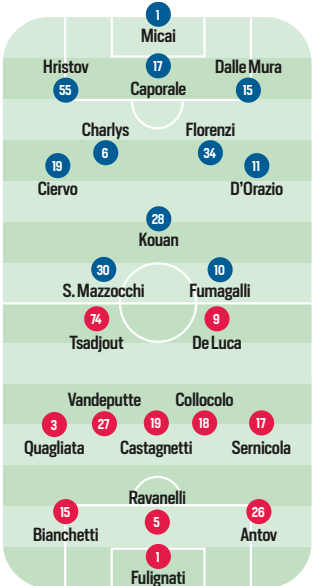 1
Micai
Hristov 17 Dalle Mura
55 Caporale 15
Charlys Florenzi
6 34
19 11
Ciervo D'Orazio
28
Kouan
30 10
S. Mazzocchi Fumagalli
74 9
Tsadjout De Luca
Vandeputte Collocolo
3 27 19 18 17
Quagliata Castagnetti Sernicola
Ravanelli
15 5 26
Bianchetti Antov
1
Fulignati